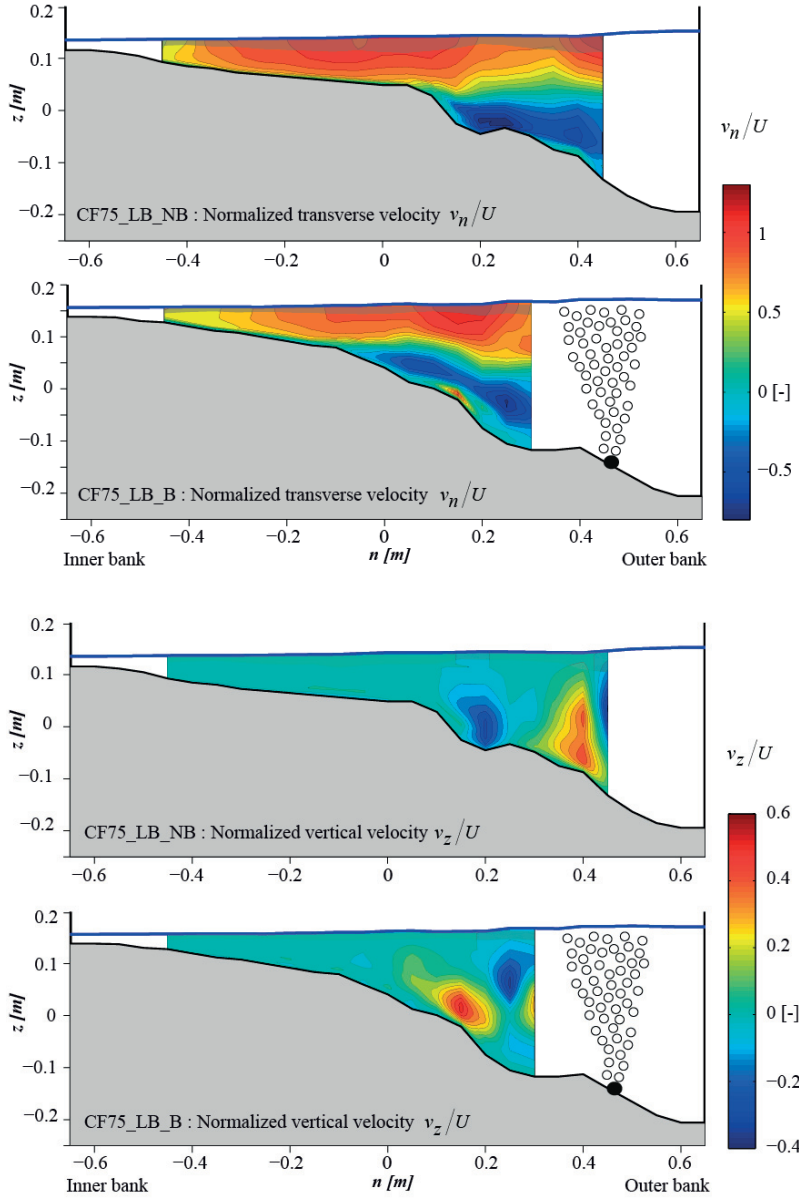 0.2
0.1
0
−0.1
−0.2
z [m]
CF75_LB_NB : Normalized transverse velocity v_n/U
−0.6 −0.4 −0.2 0 0.2 0.4 0.6
0.2
0.1
0
−0.1
−0.2
z [m]
CF75_LB_B : Normalized transverse velocity v_n/U
−0.6 −0.4 −0.2 0 0.2 0.4 0.6
Inner bank n [m] Outer bank
v_n/U
1
0.5
0 [-]
−0.5
0.2
0.1
0
−0.1
−0.2
z [m]
CF75_LB_NB : Normalized vertical velocity v_z/U
−0.6 −0.4 −0.2 0 0.2 0.4 0.6
0.2
0.1
0
−0.1
−0.2
z [m]
CF75_LB_B : Normalized vertical velocity v_z/U
−0.6 −0.4 −0.2 0 0.2 0.4 0.6
Inner bank n [m] Outer bank
v_z/U
0.6
0.4
0.2
0 [-]
−0.2
−0.4